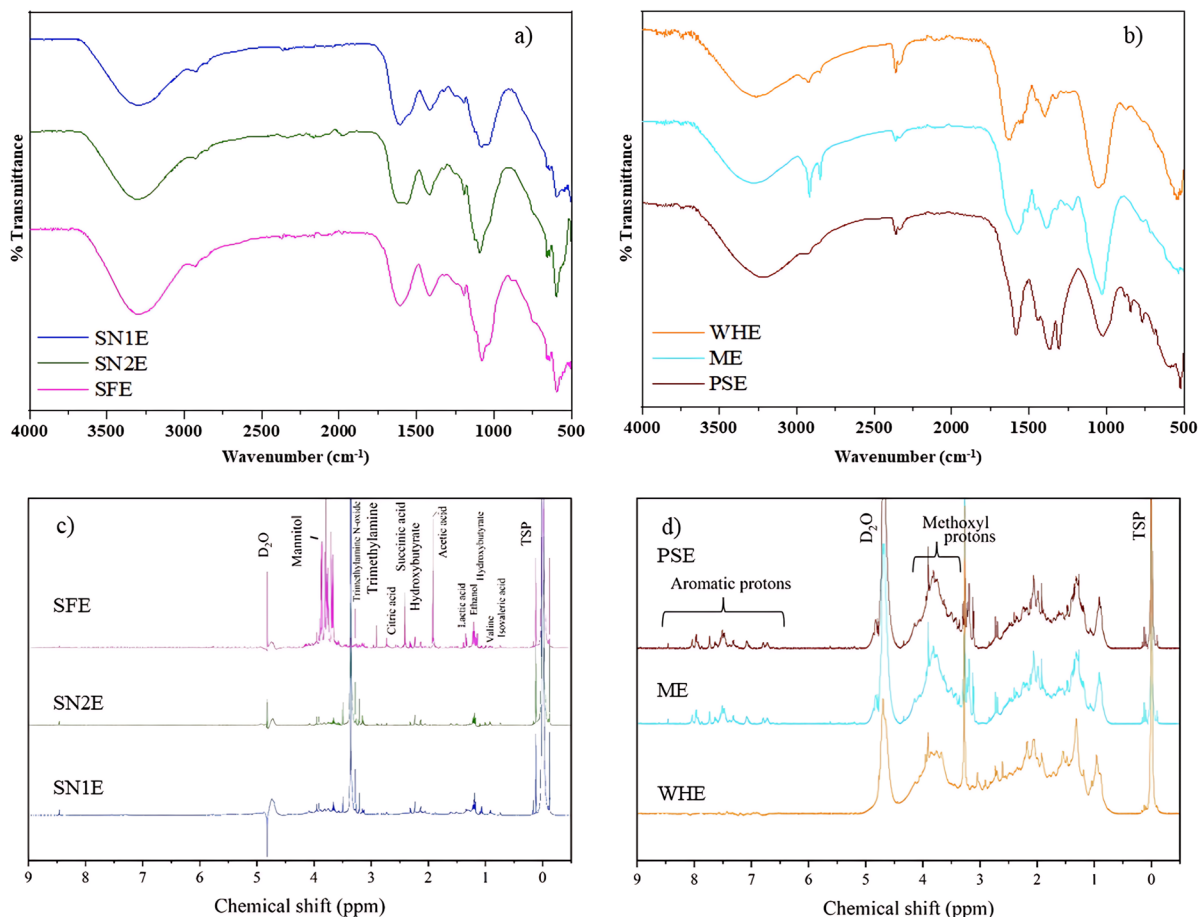 a)
% Transmittance
SN1E
SN2E
SFE
4000 3500 3000 2500 2000 1500 1000 500
Wavenumber (cm⁻¹)
b)
% Transmittance
WHE
ME
PSE
4000 3500 3000 2500 2000 1500 1000 500
Wavenumber (cm⁻¹)
c)
D₂O
Mannitol
Trimethylamine N-oxide
Trimethylamine
Citric acid
Succinic acid
Hydroxybutyrate
Acetic acid
Lactic acid
Ethanol
Hydroxybutyrate
Valine
Isovaleric acid
TSP
SFE
SN2E
SN1E
9 8 7 6 5 4 3 2 1 0
Chemical shift (ppm)
d)
D₂O
Methoxyl
protons
TSP
PSE
Aromatic protons
ME
WHE
9 8 7 6 5 4 3 2 1 0
Chemical shift (ppm)